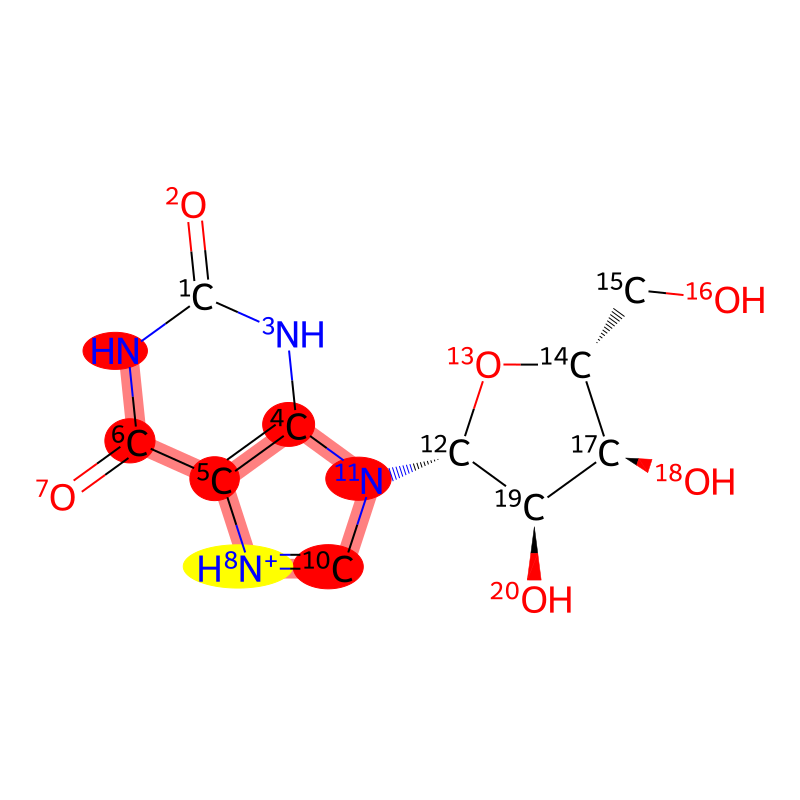 ²O
¹C
³NH
HN
⁴C
⁶C
⁵C
⁷O
H⁸N⁺
¹⁰C
¹¹N
¹²C
¹³O
¹⁴C
¹⁵C
¹⁶OH
¹⁷C
¹⁸OH
¹⁹C
²⁰OH